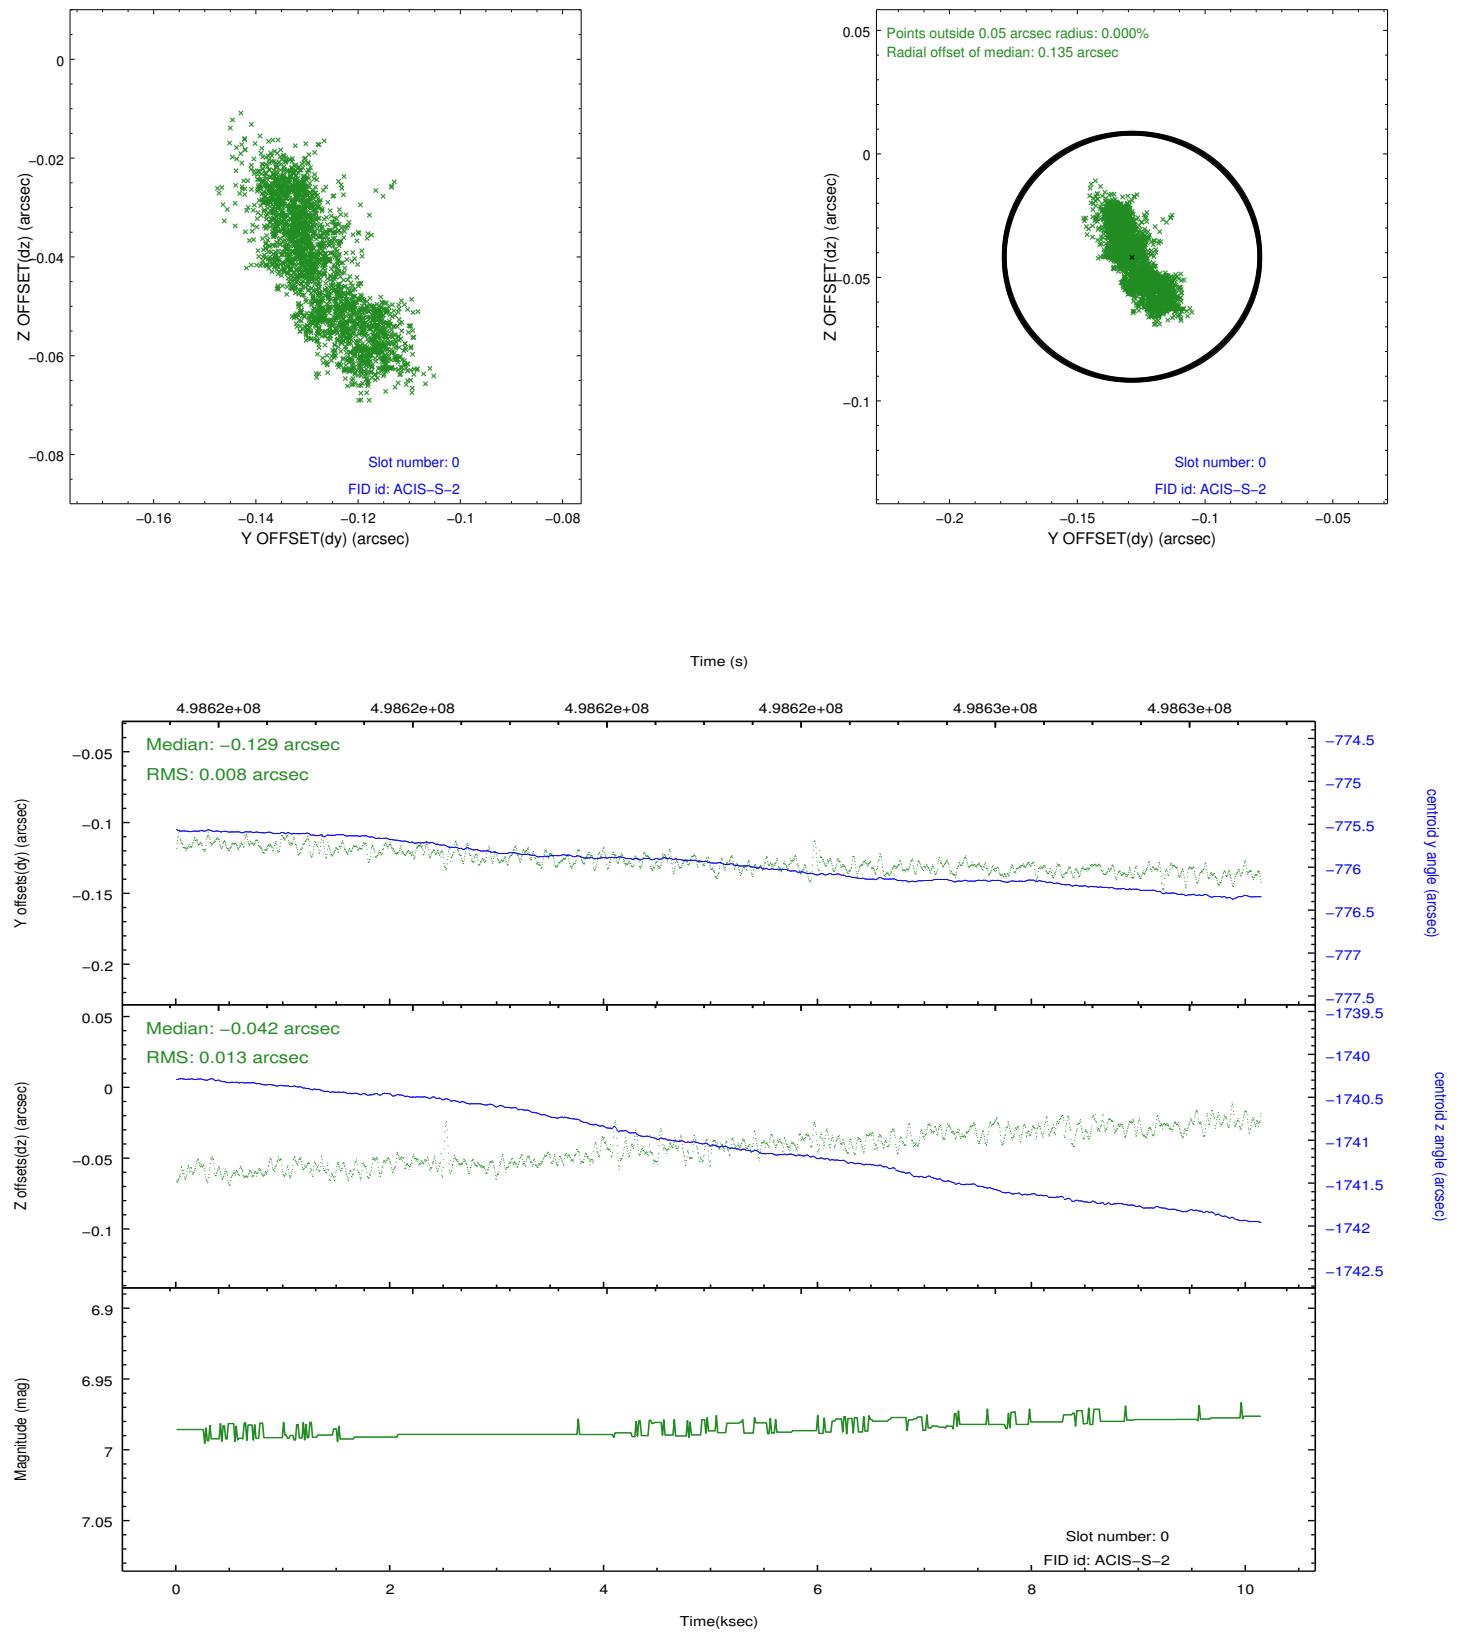 0
−0.02
−0.04
−0.06
−0.08
Z OFFSET(dz) (arcsec)
Slot number: 0
FID id: ACIS−S−2
−0.16
−0.14
−0.12
−0.1
−0.08
Y OFFSET(dy) (arcsec)
Points outside 0.05 arcsec radius: 0.000%
Radial offset of median: 0.135 arcsec
0.05
0
−0.05
−0.1
Z OFFSET(dz) (arcsec)
Slot number: 0
FID id: ACIS−S−2
−0.2
−0.15
−0.1
−0.05
Y OFFSET(dy) (arcsec)
Time (s)
4.9862e+08
4.9862e+08
4.9862e+08
4.9862e+08
4.9863e+08
4.9863e+08
Median: −0.129 arcsec
RMS: 0.008 arcsec
−0.05
−0.1
−0.15
−0.2
Y offsets(dy) (arcsec)
−774.5
−775
−775.5
−776
−776.5
−777
−777.5
centroid y angle (arcsec)
Median: −0.042 arcsec
RMS: 0.013 arcsec
0.05
0
−0.05
−0.1
Z offsets(dz) (arcsec)
−1739.5
−1740
−1740.5
−1741
−1741.5
−1742
−1742.5
centroid z angle (arcsec)
6.9
6.95
7
7.05
Magnitude (mag)
Slot number: 0
FID id: ACIS−S−2
0
2
4
6
8
10
Time(ksec)